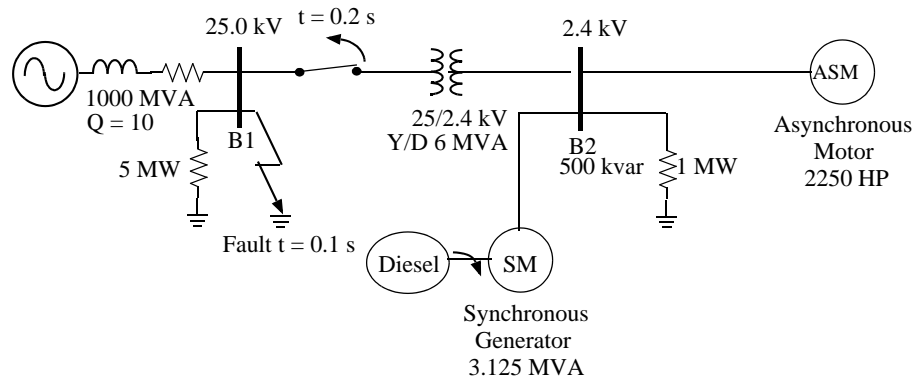 t = 0.2 s
25.0 kV
2.4 kV
1000 MVA
Q = 10
B1
25/2.4 kV
Y/D 6 MVA
B2
500 kvar
ASM
Asynchronous
Motor
2250 HP
5 MW
1 MW
Fault t = 0.1 s
Diesel
SM
Synchronous
Generator
3.125 MVA